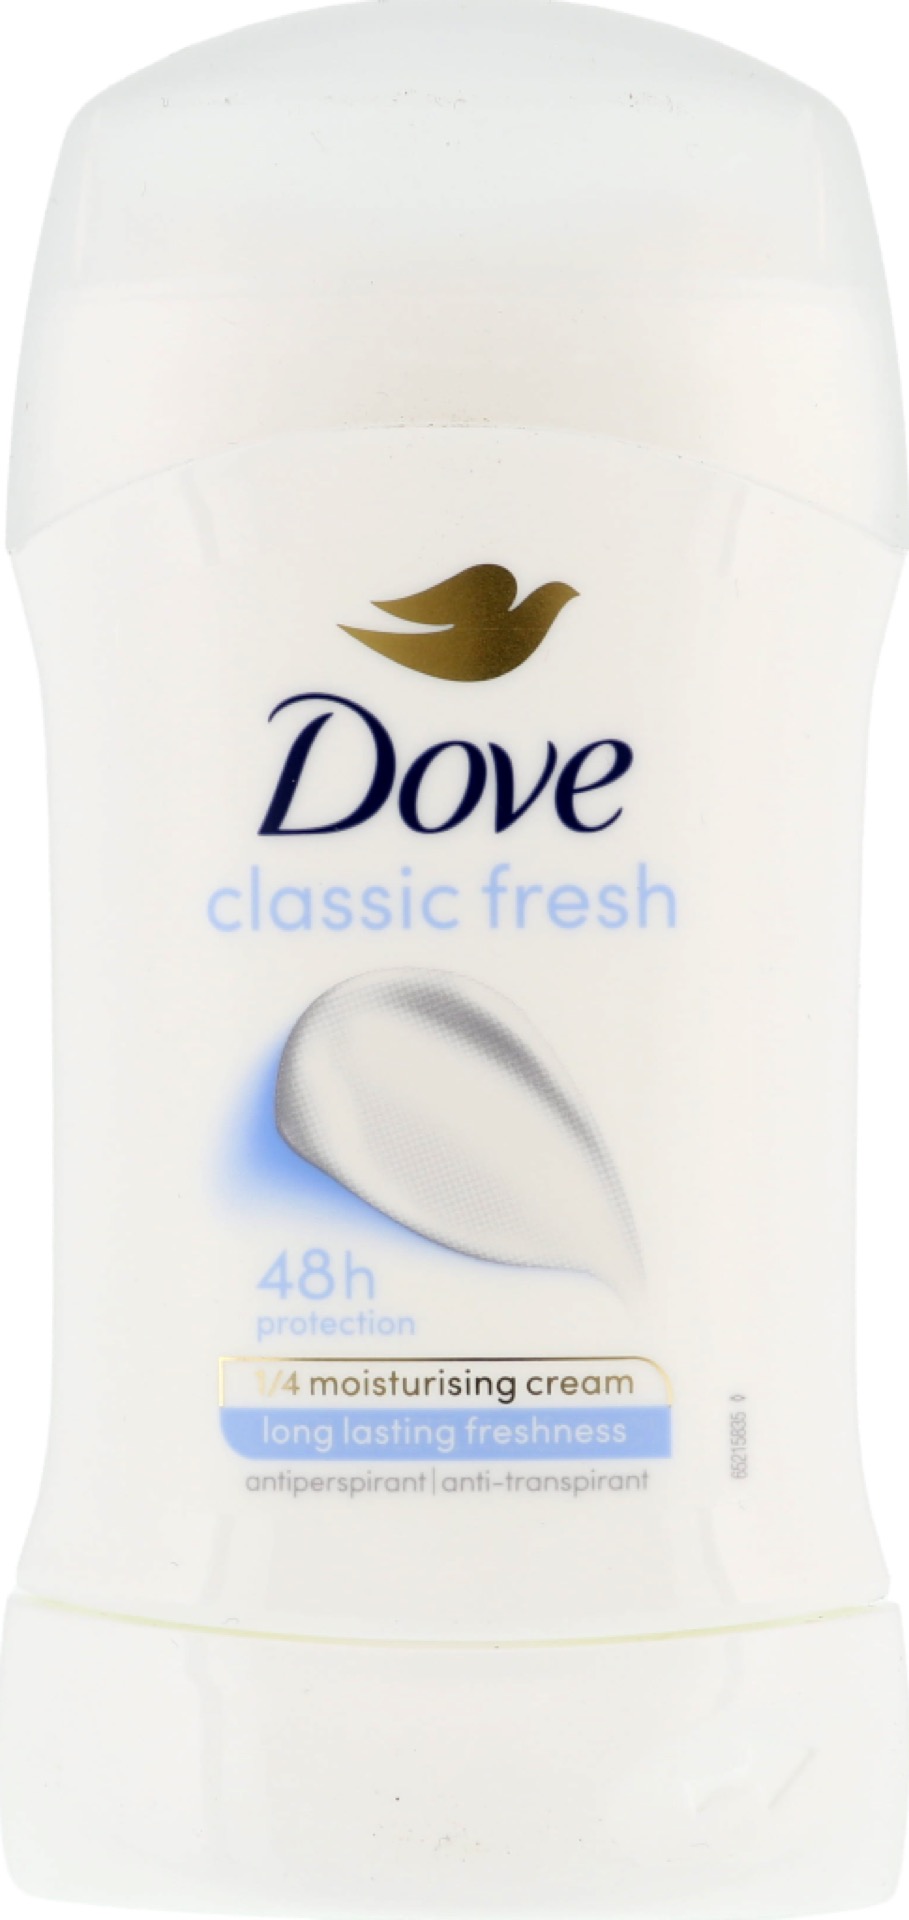 Dove
classic fresh
48h
protection
1/4 moisturising cream
long lasting freshness
antiperspirant | anti-transpirant
65215835